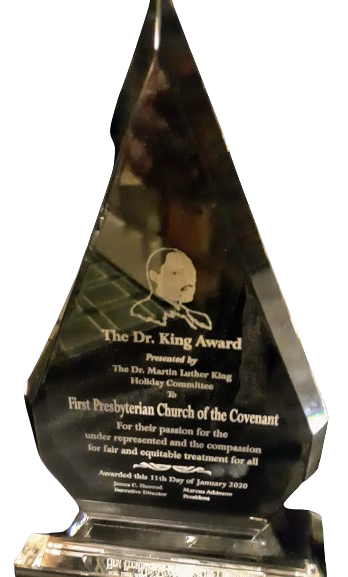 The Dr. King Award
Presented by
The Dr. Martin Luther King
Holiday Committee
To
First Presbyterian Church of the Covenant
For their passion for the
under represented and the compassion
for fair and equitable treatment for all
Awarded this 11th Day of January 2020
James C. Sherrod Marcus Atkinson
Executive Director President